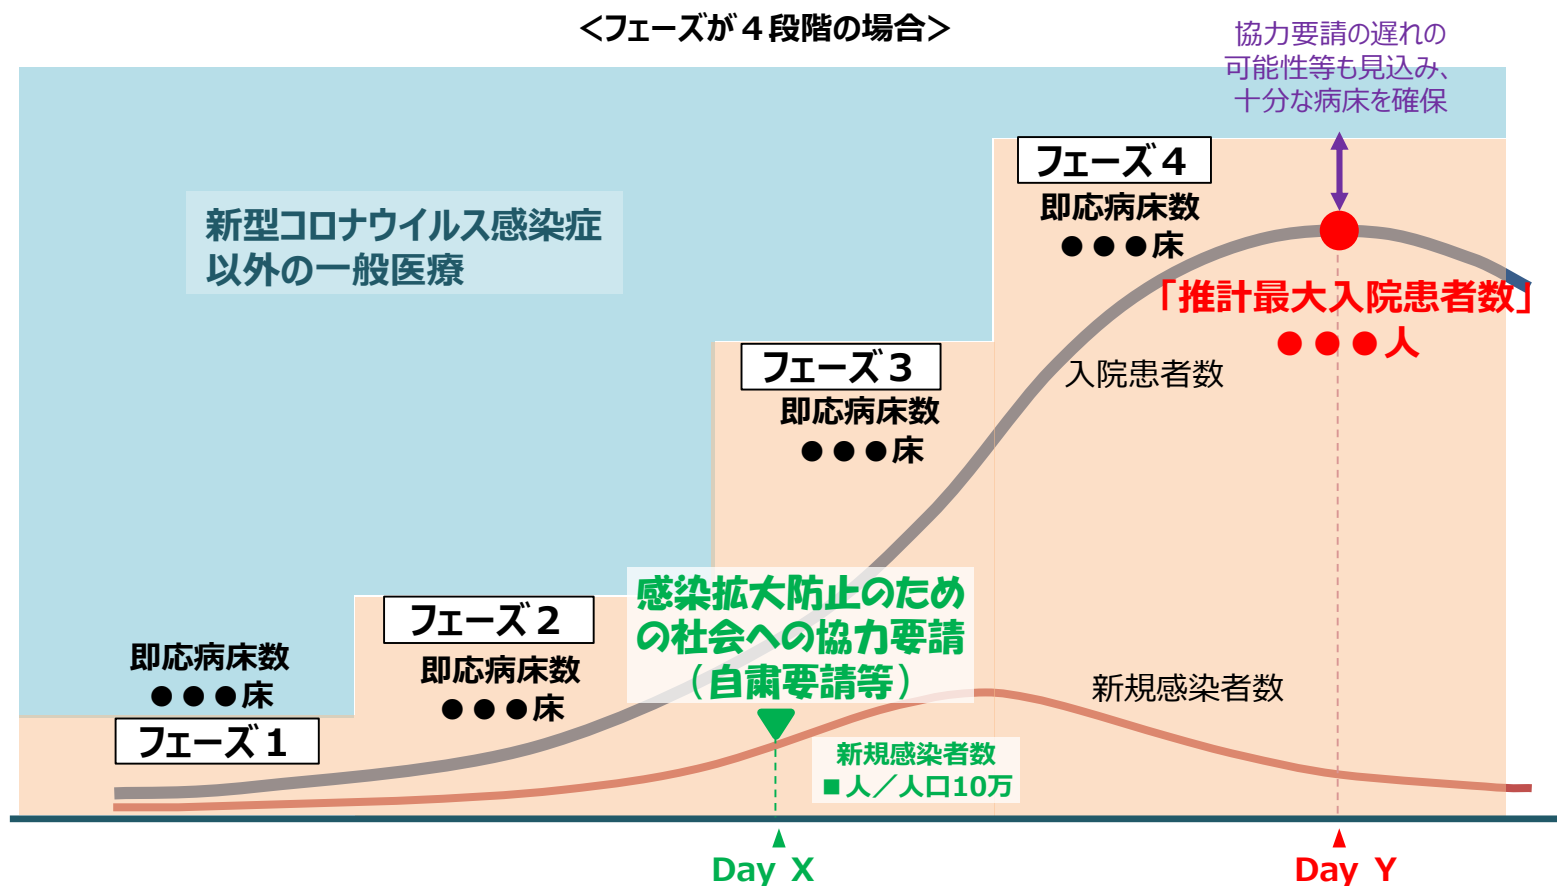 ＜フェーズが４段階の場合＞
協力要請の遅れの
可能性等も見込み、
十分な病床を確保
新型コロナウイルス感染症
以外の一般医療
フェーズ４
即応病床数
●●●床
「推計最大入院患者数」
●●●人
フェーズ３
即応病床数
●●●床
入院患者数
感染拡大防止のため
の社会への協力要請
（自粛要請等）
フェーズ２
即応病床数
●●●床
即応病床数
●●●床
フェーズ１
新規感染者数
新規感染者数
■人／人口10万
Day X
Day Y